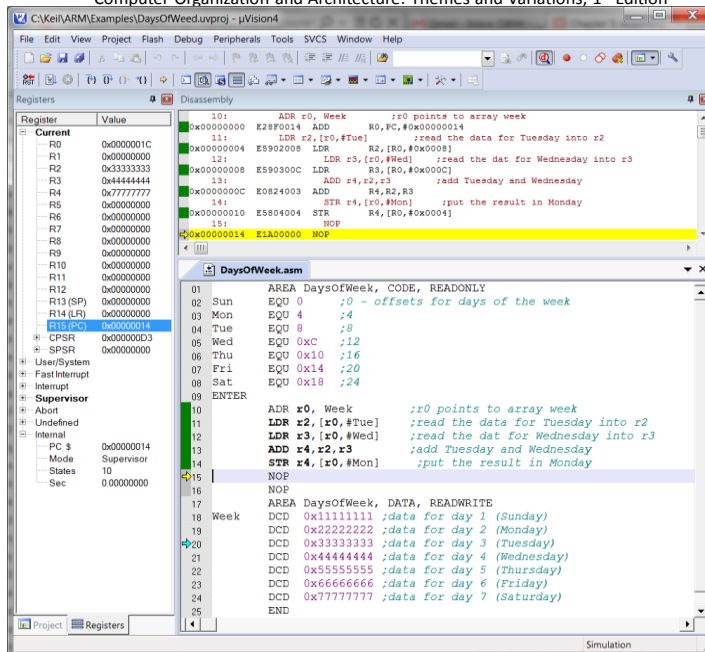 Computer Organization and Architecture: Themes and Variations, 1st Edition
C:\Keil\ARM\Examples\DaysOfWeed.uvproj - µVision4
File Edit View Project Flash Debug Peripherals Tools SVCS Window Help
Registers
Register Value
Current
R0 0x0000001C
R1 0x00000000
R2 0x33333333
R3 0x44444444
R4 0x77777777
R5 0x00000000
R6 0x00000000
R7 0x00000000
R8 0x00000000
R9 0x00000000
R10 0x00000000
R11 0x00000000
R12 0x00000000
R13 (SP) 0x00000000
R14 (LR) 0x00000000
R15 (PC) 0x00000014
CPSR 0x000000D3
SPSR 0x00000000
User/System
Fast Interrupt
Interrupt
Supervisor
Abort
Undefined
Internal
PC $ 0x00000014
Mode Supervisor
States 10
Sec 0.00000000
Project Registers
Disassembly
10: ADR r0, Week ;r0 points to array week
0x00000000 E28F0014 ADD R0,PC,#0x00000014
11: LDR r2,[r0,#Tue] ;read the data for Tuesday into r2
0x00000004 E5902008 LDR R2,[R0,#0x0008]
12: LDR r3,[r0,#Wed] ;read the dat for Wednesday into r3
0x00000008 E590300C LDR R3,[R0,#0x000C]
13: ADD r4,r2,r3 ;add Tuesday and Wednesday
0x0000000C E0824003 ADD R4,R2,R3
14: STR r4,[r0,#Mon] ;put the result in Monday
0x00000010 E5804004 STR R4,[R0,#0x0004]
15: NOP
0x00000014 E1A00000 NOP
DaysOfWeek.asm
01 AREA DaysOfWeek, CODE, READONLY
02 Sun EQU 0 ;0 - offsets for days of the week
03 Mon EQU 4 ;4
04 Tue EQU 8 ;8
05 Wed EQU 0xC ;12
06 Thu EQU 0x10 ;16
07 Fri EQU 0x14 ;20
08 Sat EQU 0x18 ;24
09 ENTER
10 ADR r0, Week ;r0 points to array week
11 LDR r2,[r0,#Tue] ;read the data for Tuesday into r2
12 LDR r3,[r0,#Wed] ;read the dat for Wednesday into r3
13 ADD r4,r2,r3 ;add Tuesday and Wednesday
14 STR r4,[r0,#Mon] ;put the result in Monday
15 NOP
16 NOP
17 AREA DaysOfWeek, DATA, READWRITE
18 Week DCD 0x11111111 ;data for day 1 (Sunday)
19 DCD 0x22222222 ;data for day 2 (Monday)
20 DCD 0x33333333 ;data for day 3 (Tuesday)
21 DCD 0x44444444 ;data for day 4 (Wednesday)
22 DCD 0x55555555 ;data for day 5 (Thursday)
23 DCD 0x66666666 ;data for day 6 (Friday)
24 DCD 0x77777777 ;data for day 7 (Saturday)
25 END
Simulation